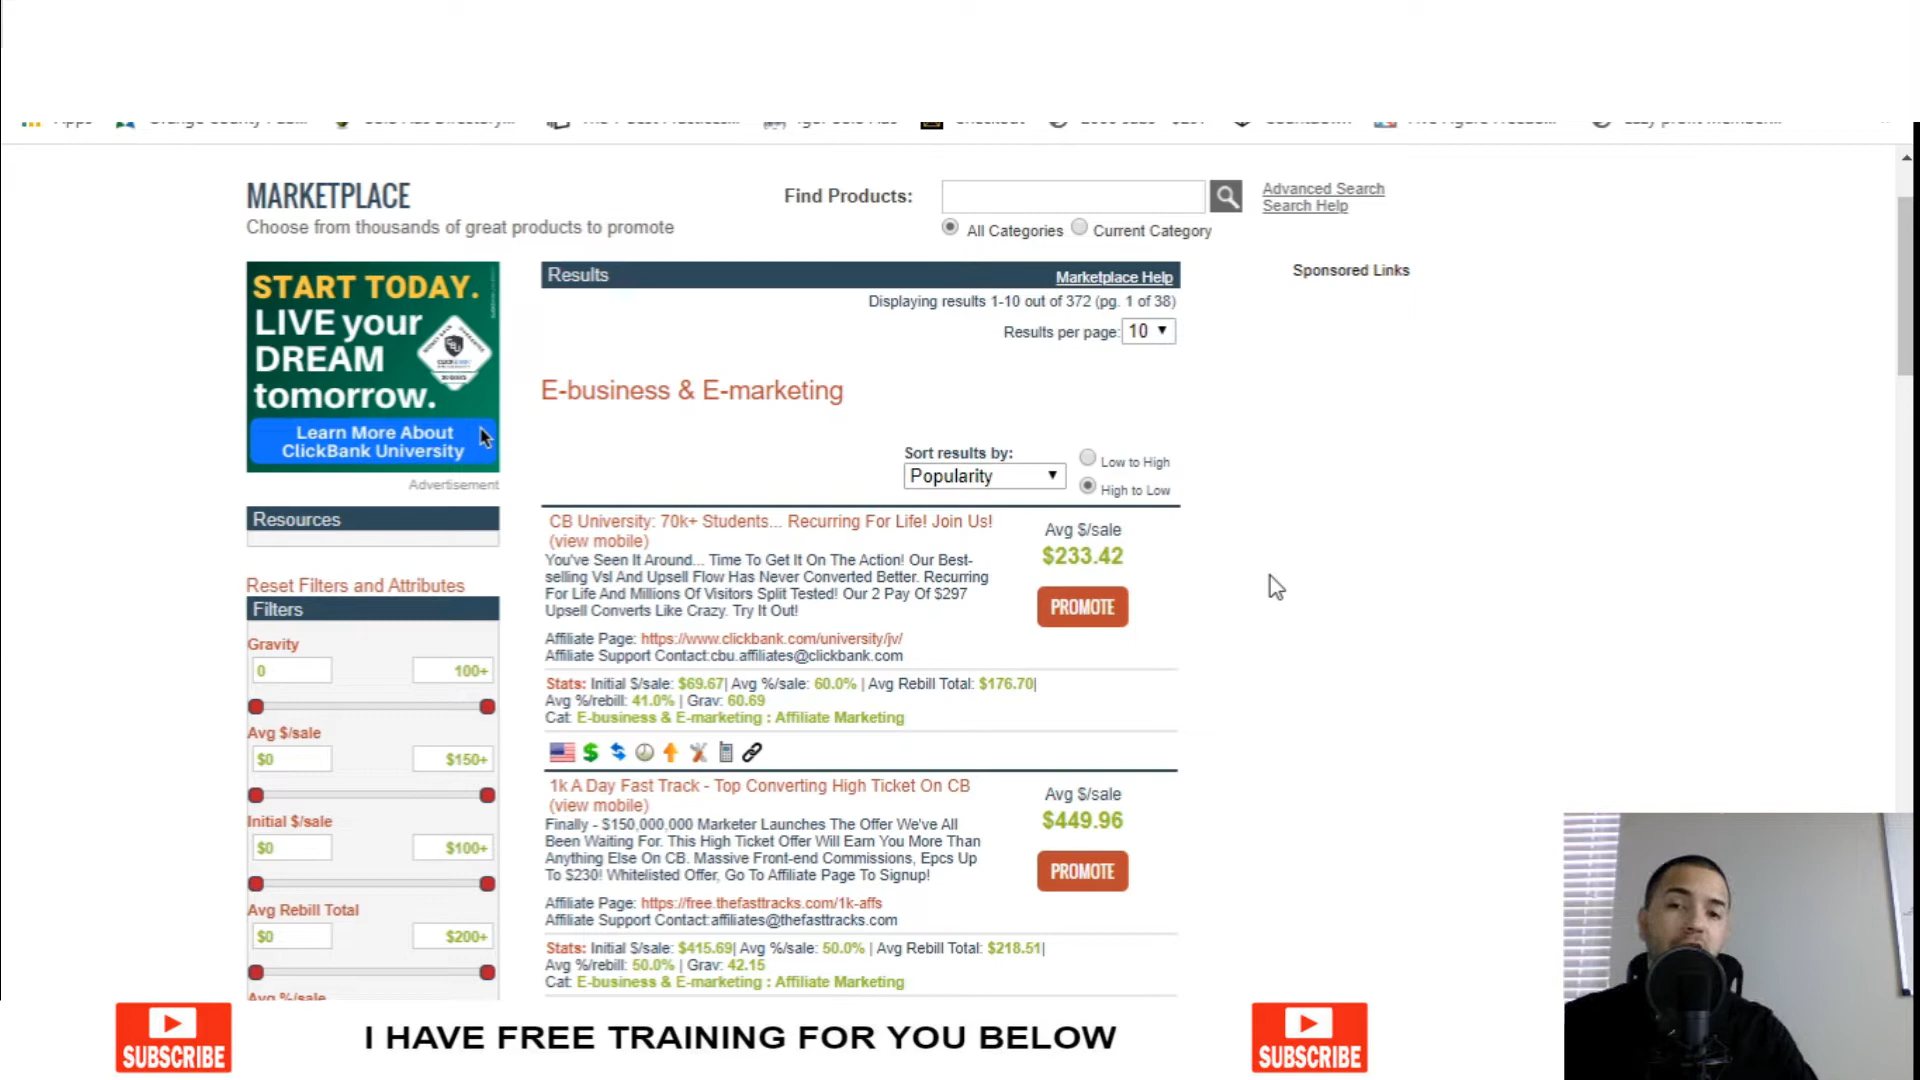 MARKETPLACE
Choose from thousands of great products to promote
Find Products:
Advanced Search
Search Help
All Categories
Current Category
START TODAY.
LIVE your
DREAM
tomorrow.
Learn More About
ClickBank University
Advertisement
Resources
Reset Filters and Attributes
Filters
Gravity
0
100+
Avg $/sale
$0
$150+
Initial $/sale
$0
$100+
Avg Rebill Total
$0
$200+
Avg %/sale
Results
Marketplace Help
Displaying results 1-10 out of 372 (pg. 1 of 38)
Results per page: 10
E-business & E-marketing
Sort results by:
Popularity
Low to High
High to Low
CB University: 70k+ Students... Recurring For Life! Join Us!
(view mobile)
You've Seen It Around... Time To Get It On The Action! Our Best-
selling Vsl And Upsell Flow Has Never Converted Better. Recurring
For Life And Millions Of Visitors Split Tested! Our 2 Pay Of $297
Upsell Converts Like Crazy. Try It Out!
Avg $/sale
$233.42
PROMOTE
Affiliate Page: https://www.clickbank.com/university/jv/
Affiliate Support Contact:cbu.affiliates@clickbank.com
Stats: Initial $/sale: $69.67| Avg %/sale: 60.0% | Avg Rebill Total: $176.70|
Avg %/rebill: 41.0% | Grav: 60.69
Cat: E-business & E-marketing : Affiliate Marketing
1k A Day Fast Track - Top Converting High Ticket On CB
(view mobile)
Finally - $150,000,000 Marketer Launches The Offer We've All
Been Waiting For. This High Ticket Offer Will Earn You More Than
Anything Else On CB. Massive Front-end Commissions, Epcs Up
To $230! Whitelisted Offer, Go To Affiliate Page To Signup!
Avg $/sale
$449.96
PROMOTE
Affiliate Page: https://free.thefasttracks.com/1k-affs
Affiliate Support Contact:affiliates@thefasttracks.com
Stats: Initial $/sale: $415.69| Avg %/sale: 50.0% | Avg Rebill Total: $218.51|
Avg %/rebill: 50.0% | Grav: 42.15
Cat: E-business & E-marketing : Affiliate Marketing
Sponsored Links
SUBSCRIBE
I HAVE FREE TRAINING FOR YOU BELOW
SUBSCRIBE